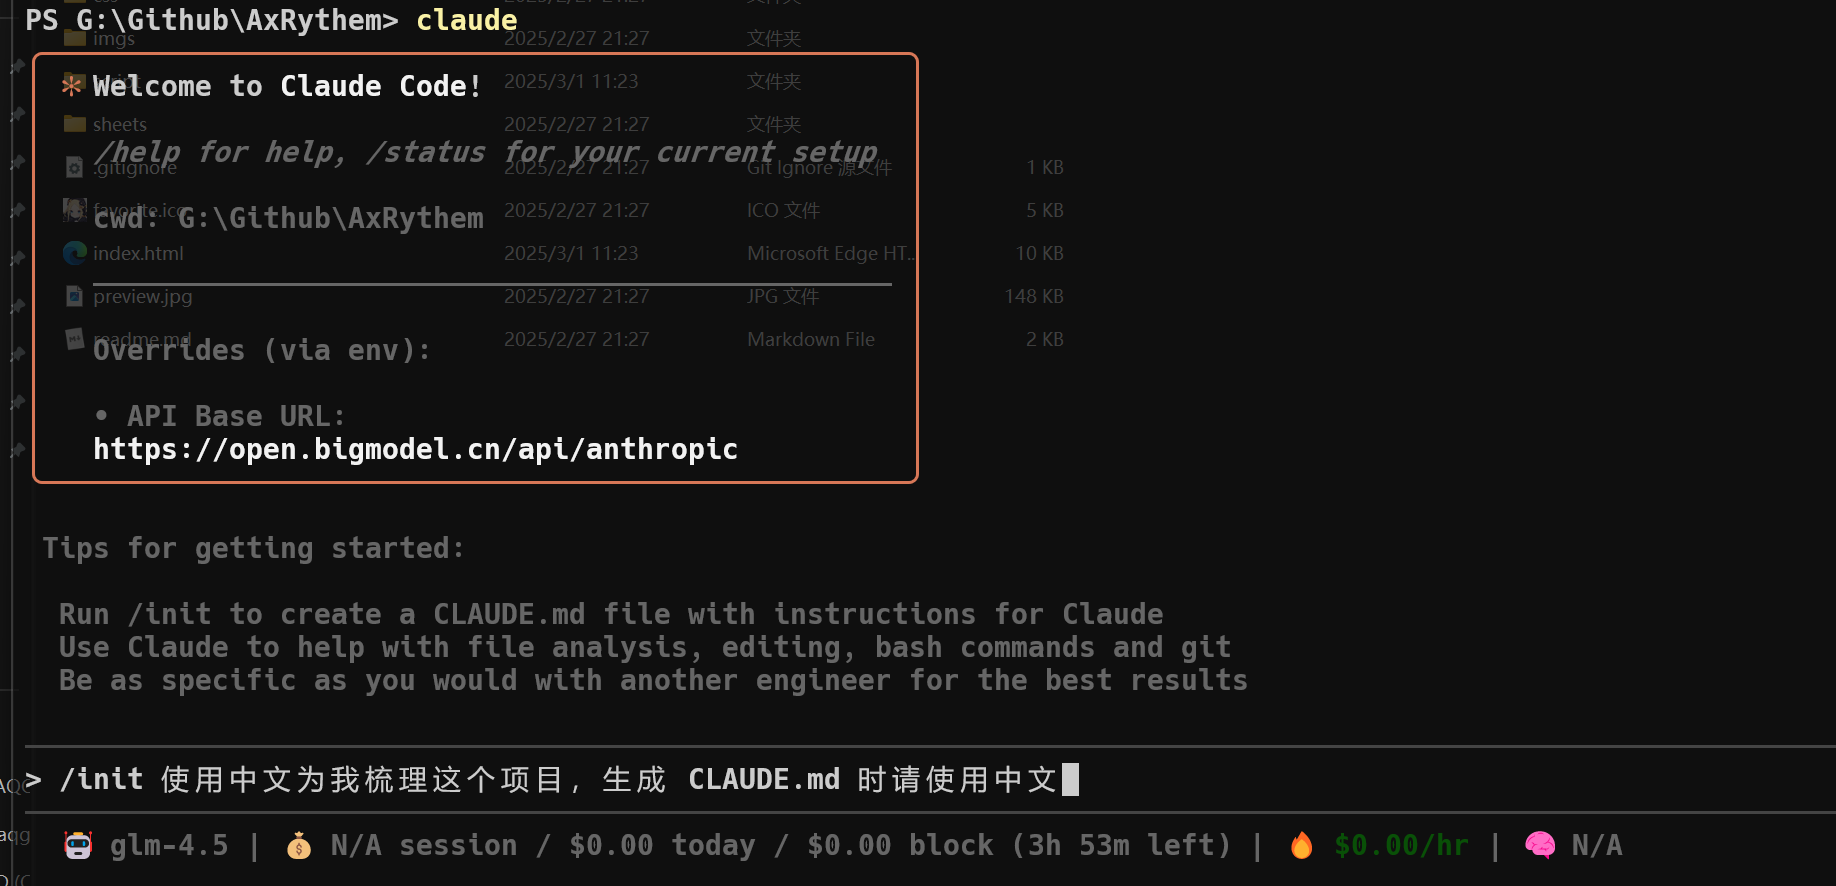 PS G:\Github\AxRythem> claude
imgs 2025/2/27 21:27 文件夹
2025/3/1 11:23 文件夹
✻ Welcome to Claude Code!
sheets 2025/2/27 21:27 文件夹
/help for help, /status for your current setup
.gitignore 2025/2/27 21:27 Git Ignore 源文件 1 KB
favorite.ico 2025/2/27 21:27 ICO 文件 5 KB
cwd: G:\Github\AxRythem
index.html 2025/3/1 11:23 Microsoft Edge HT... 10 KB
preview.jpg 2025/2/27 21:27 JPG 文件 148 KB
readme.md 2025/2/27 21:27 Markdown File 2 KB
Overrides (via env):
• API Base URL:
https://open.bigmodel.cn/api/anthropic
Tips for getting started:
Run /init to create a CLAUDE.md file with instructions for Claude
Use Claude to help with file analysis, editing, bash commands and git
Be as specific as you would with another engineer for the best results
> /init 使用中文为我梳理这个项目, 生成 CLAUDE.md 时请使用中文
glm-4.5 | N/A session / $0.00 today / $0.00 block (3h 53m left) | $0.00/hr | N/A